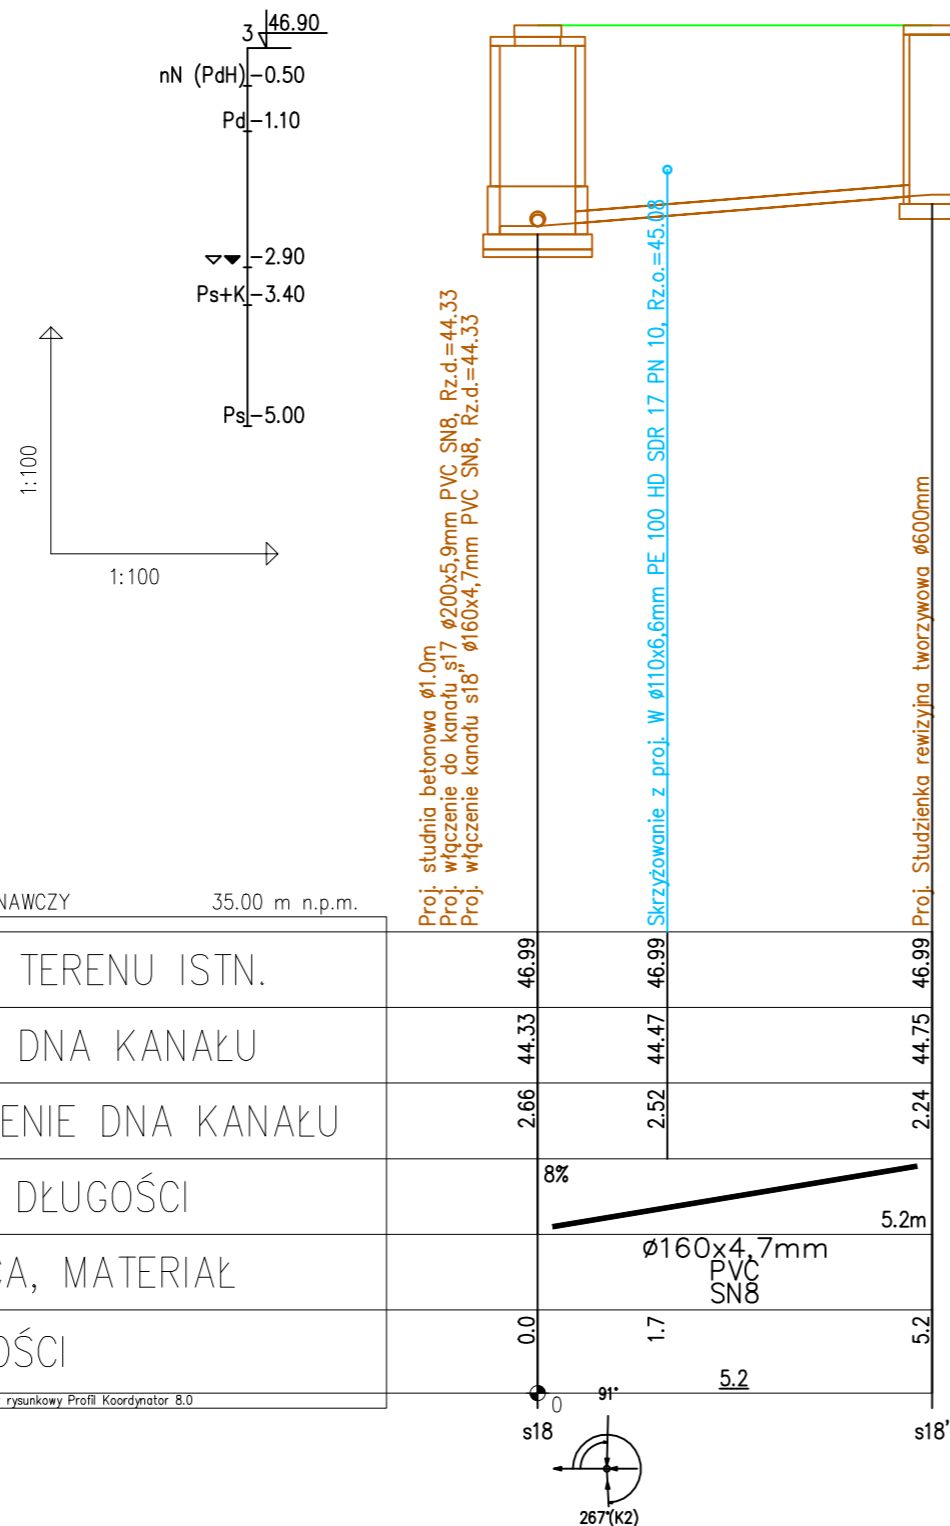 46.90
3
nN (PdH) -0.50
Pd -1.10
-2.90
Ps+K -3.40
Ps -5.00
1:100
1:100
Proj. studnia betonowa ø1.0m
Proj. włączenie do kanału s17 ø200x5,9mm PVC SN8, Rz.d.=44.33
Proj. włączenie kanału s18" ø160x4,7mm PVC SN8, Rz.d.=44.33
Skrzyżowanie z proj. W ø110x6,6mm PE 100 HD SDR 17 PN 10, Rz.o.=45.08
Proj. Studzienka rewizyjna tworzywowa ø600mm
NAWCZY 35.00 m n.p.m.
TERENU ISTN. 46.99 46.99 46.99
DNA KANAŁU 44.33 44.47 44.75
ENIE DNA KANAŁU 2.66 2.52 2.24
DŁUGOŚCI 8% 5.2m
CA, MATERIAŁ ø160x4,7mm
PVC
SN8
OŚCI 0.0 1.7 5.2
5.2
rysunkowy Profil Koordynator 8.0
0
91°
s18 s18'
267°(K2)